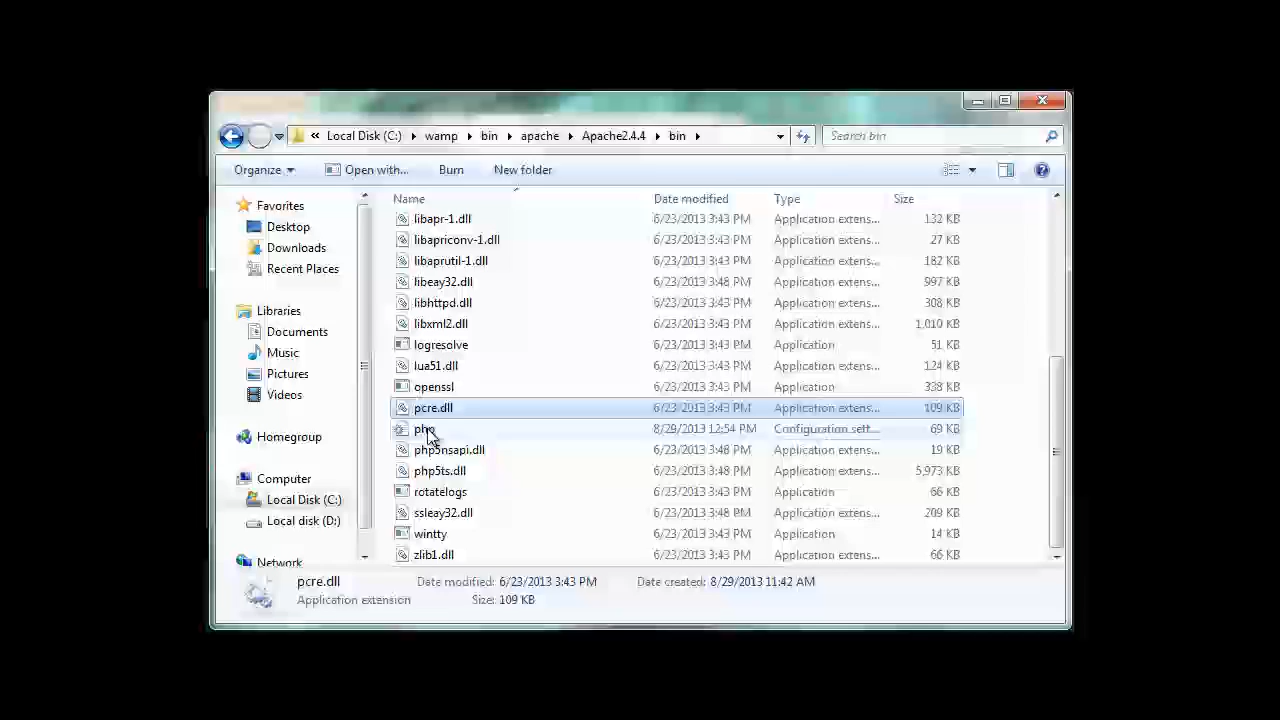 « Local Disk (C:) wamp bin apache Apache2.4.4 bin Search bin
Organize Open with... Burn New folder
Name Date modified Type Size
Favorites
Desktop
Downloads
Recent Places
Libraries
Documents
Music
Pictures
Videos
Homegroup
Computer
Local Disk (C:)
Local disk (D:)
Network
libapr-1.dll 6/23/2013 3:43 PM Application extens... 132 KB
libapriconv-1.dll 6/23/2013 3:43 PM Application extens... 27 KB
libaprutil-1.dll 6/23/2013 3:43 PM Application extens... 182 KB
libeay32.dll 6/23/2013 3:48 PM Application extens... 997 KB
libhttpd.dll 6/23/2013 3:43 PM Application extens... 308 KB
libxml2.dll 6/23/2013 3:43 PM Application extens... 1,010 KB
logresolve 6/23/2013 3:43 PM Application 51 KB
lua51.dll 6/23/2013 3:43 PM Application extens... 124 KB
openssl 6/23/2013 3:43 PM Application 338 KB
pcre.dll 6/23/2013 3:43 PM Application extens... 109 KB
php 8/29/2013 12:54 PM Configuration sett... 69 KB
php5nsapi.dll 6/23/2013 3:48 PM Application extens... 19 KB
php5ts.dll 6/23/2013 3:48 PM Application extens... 5,973 KB
rotatelogs 6/23/2013 3:43 PM Application 66 KB
ssleay32.dll 6/23/2013 3:48 PM Application extens... 209 KB
wintty 6/23/2013 3:43 PM Application 14 KB
zlib1.dll 6/23/2013 3:43 PM Application extens... 66 KB
pcre.dll Date modified: 6/23/2013 3:43 PM Date created: 8/29/2013 11:42 AM
Application extension Size: 109 KB